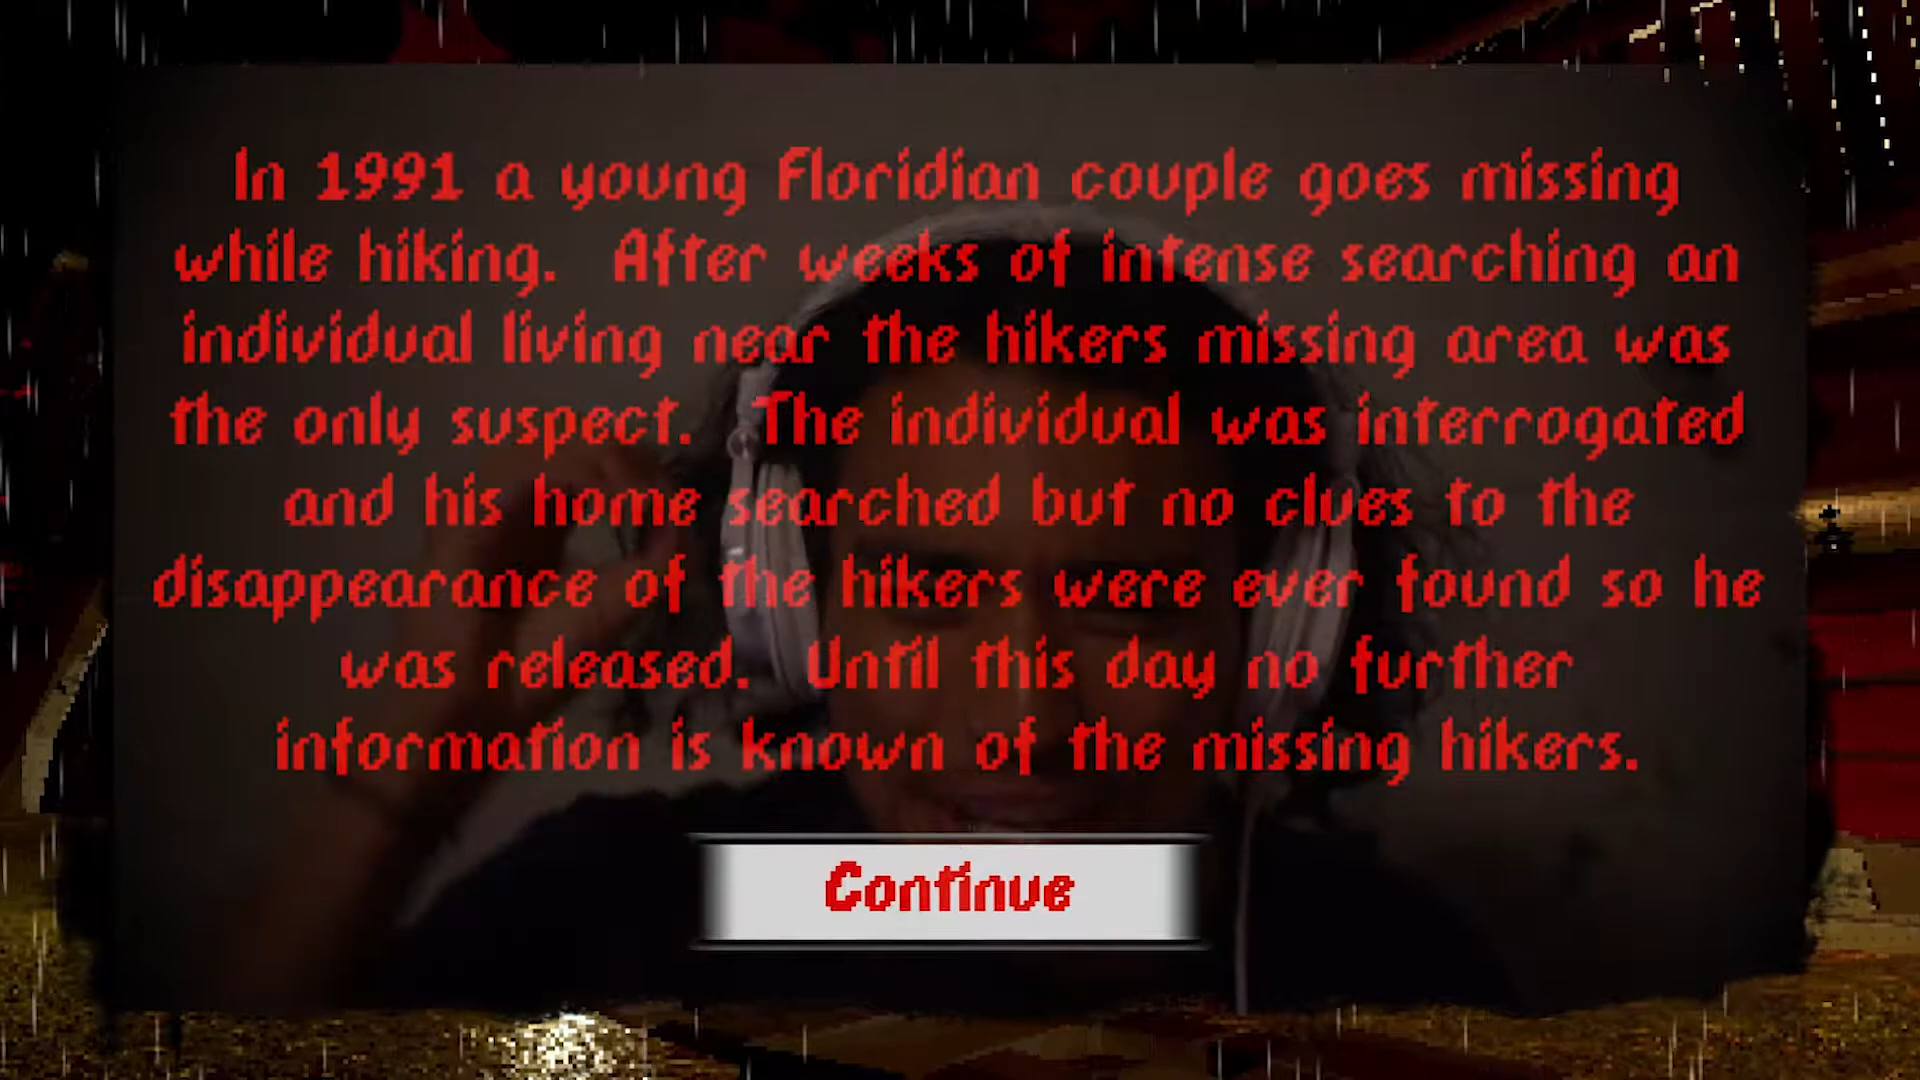 In 1991 a young Floridian couple goes missing
while hiking.  After weeks of intense searching an
individual living near the hikers missing area was
the only suspect.  The individual was interrogated
and his home searched but no clues to the
disappearance of the hikers were ever found so he
was released.  Until this day no further
information is known of the missing hikers.
Continue